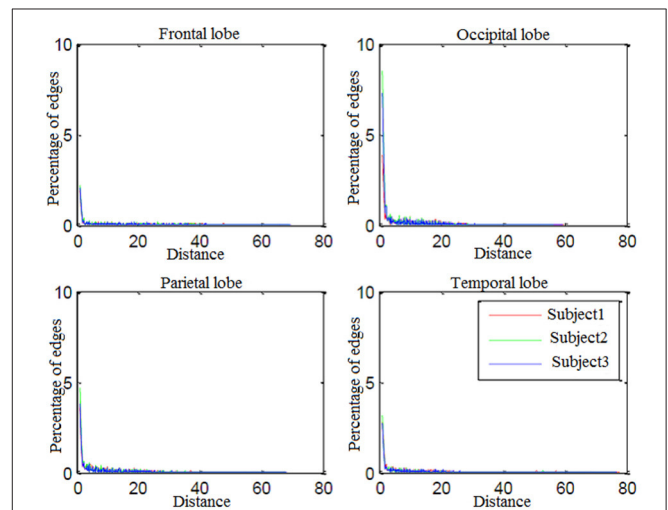 Frontal lobe
Percentage of edges
10
5
0
0 20 40 60 80
Distance
Occipital lobe
Percentage of edges
10
5
0
0 20 40 60 80
Distance
Parietal lobe
Percentage of edges
10
5
0
0 20 40 60 80
Distance
Temporal lobe
Percentage of edges
10
5
0
0 20 40 60 80
Distance
Subject1
Subject2
Subject3